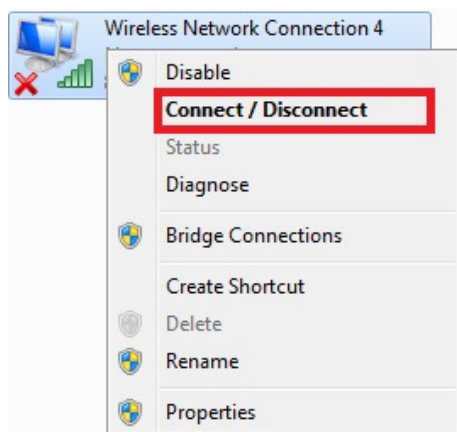 Wireless Network Connection 4
Disable
Connect / Disconnect
Status
Diagnose
Bridge Connections
Create Shortcut
Delete
Rename
Properties